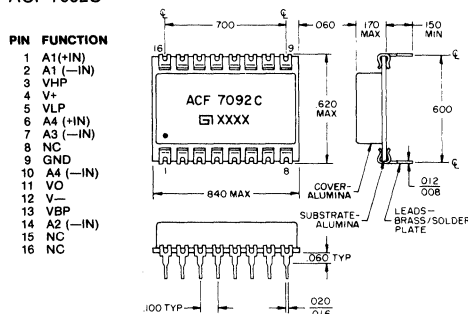 PIN FUNCTION
1 A1(+IN)
2 A1 (—IN)
3 VHP
4 V+
5 VLP
6 A4 (+IN)
7 A3 (—IN)
8 NC
9 GND
10 A4 (—IN)
11 VO
12 V—
13 VBP
14 A2 (—IN)
15 NC
16 NC
.700
.060
.170 MAX
.150 MIN
16
9
ACF 7092C
GI XXXX
.620 MAX
.600
1
8
.840 MAX
COVER-ALUMINA
SUBSTRATE-ALUMINA
LEADS-BRASS/SOLDER PLATE
.012
.008
.060 TYP
.100 TYP
.020